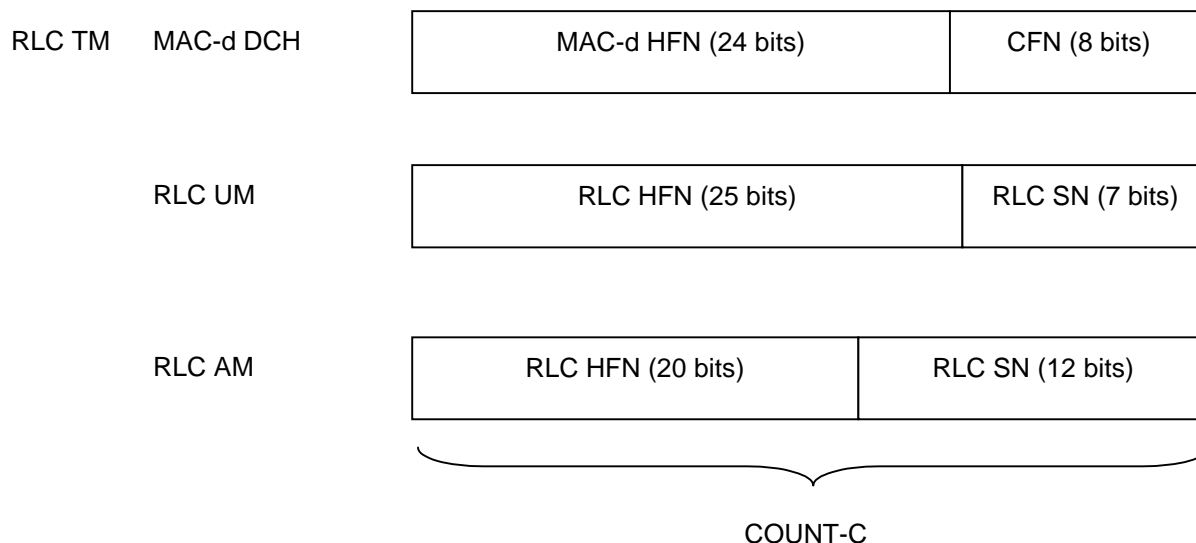 RLC TM MAC-d DCH MAC-d HFN (24 bits) CFN (8 bits)
RLC UM RLC HFN (25 bits) RLC SN (7 bits)
RLC AM RLC HFN (20 bits) RLC SN (12 bits)
COUNT-C